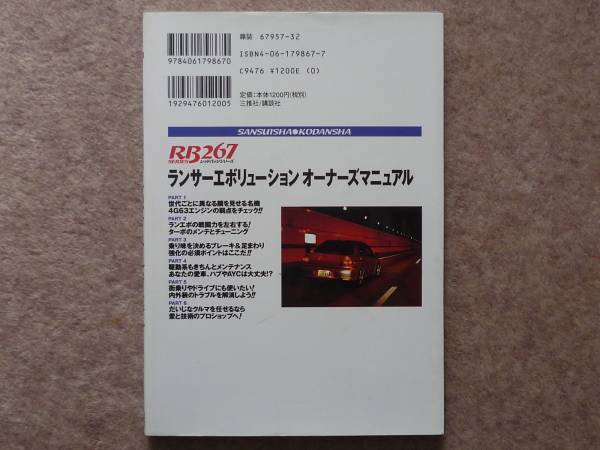 雑誌 67957-32
ISBN4-06-179867-7
C9476 ¥1200E (0)
9784061798670
定価:本体1200円(税別)
三推社/講談社
1929476012005
SANSUISHA●KODANSHA
RB267
SERIES レッドバッジシリーズ
ランサーエボリューション オーナーズマニュアル
PART 1
世代ごとに異なる顔を見せる名機
4G63エンジンの弱点をチェック!!
PART 2
ランエボの戦闘力を左右する!
ターボのメンテとチューニング
PART 3
乗り味を決めるブレーキ&足まわり
強化の必須ポイントはここだ!!
PART 4
駆動系もきちんとメンテナンス
あなたの愛車、ハブやAYCは大丈夫!?
PART 5
街乗りやドライブにも使いたい!
内外装のトラブルを解消しよう!!
PART 6
だいじなクルマを任せるなら
愛と技術のプロショップへ!